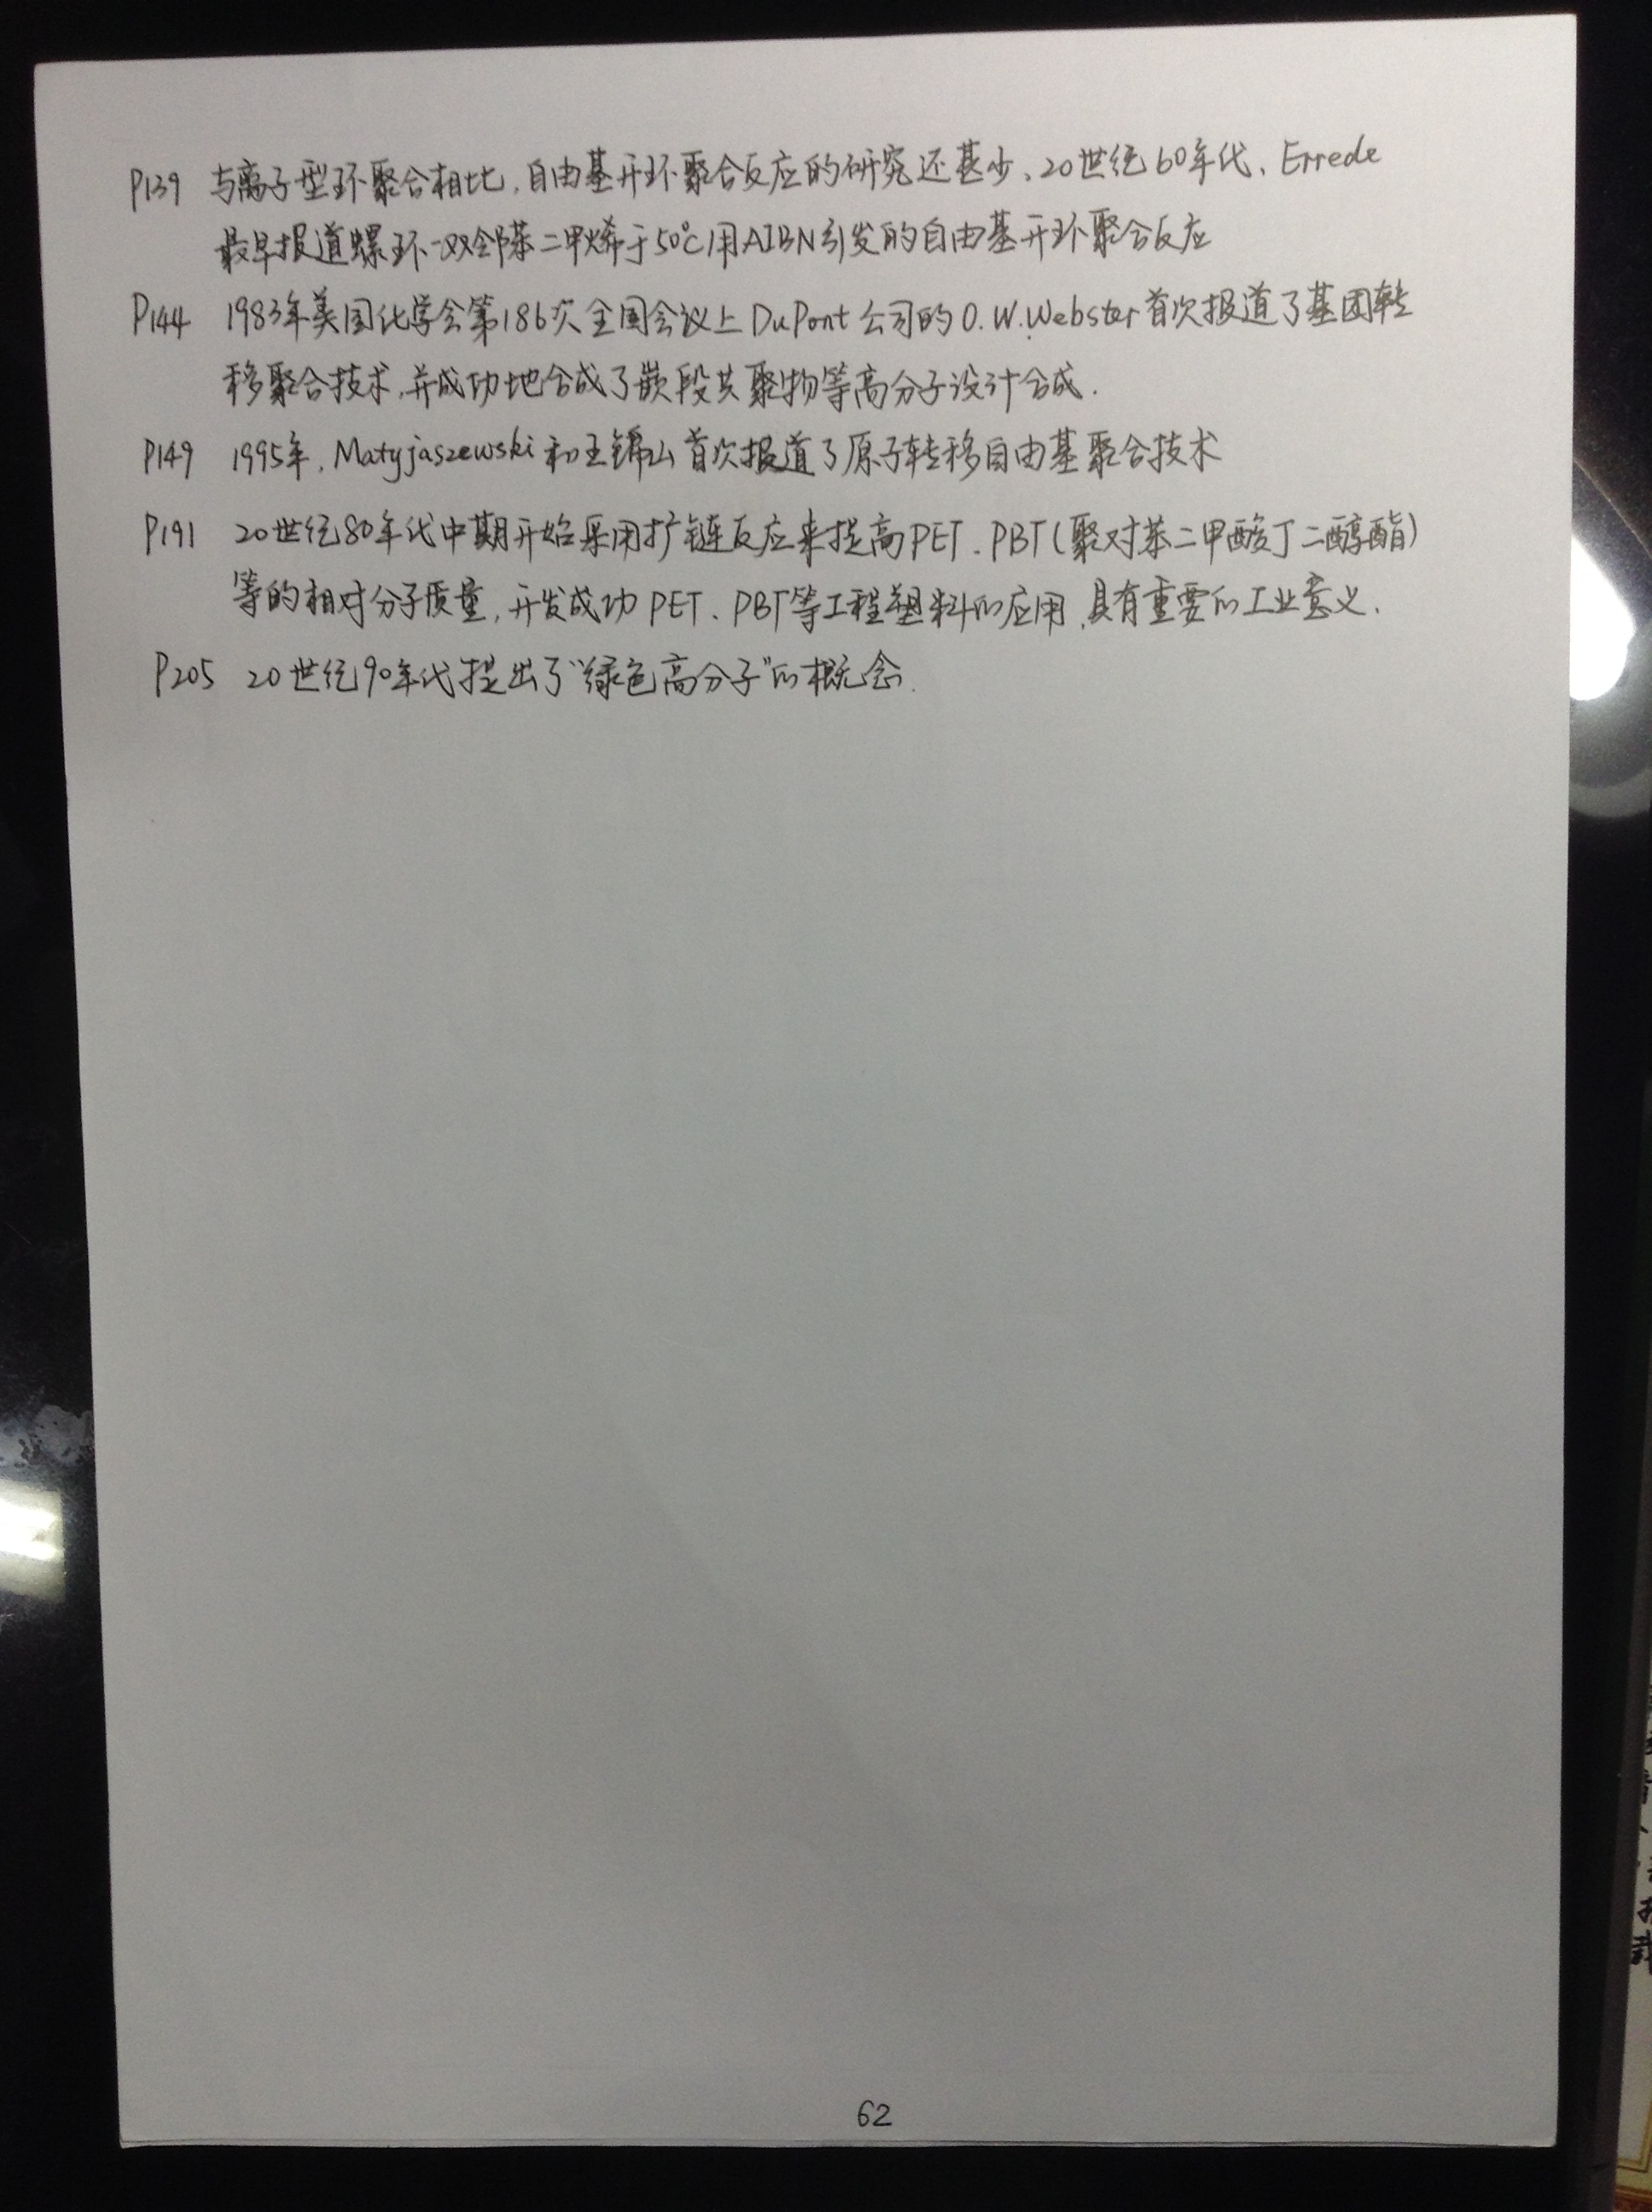 P139 与离子型环聚合相比,自由基开环聚合反应的研究还甚少、20世纪60年代、Errede
最早报道螺环-双邻苯二甲烯于50℃用AIBN引发的自由基开环聚合反应
P144 1983年美国化学会第186次全国会议上DuPont公司的O.W.Webster首次报道了基团转
移聚合技术,并成功地合成了嵌段共聚物等高分子设计合成.
P149 1995年,Matyjaszewski和王锦山首次报道了原子转移自由基聚合技术
P191 20世纪80年代中期开始采用扩链反应来提高PET、PBT(聚对苯二甲酸丁二醇酯)
等的相对分子质量,开发成功PET、PBT等工程塑料的应用,具有重要的工业意义.
P205 20世纪90年代提出了“绿色高分子”的概念.
62